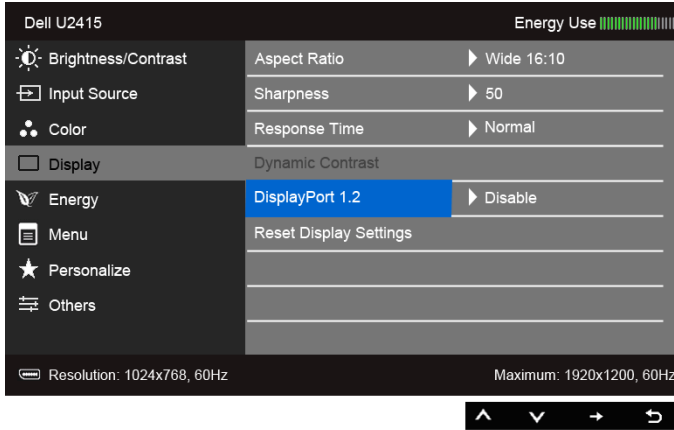 Dell U2415 Energy Use
Brightness/Contrast Aspect Ratio Wide 16:10
Input Source Sharpness 50
Color Response Time Normal
Display Dynamic Contrast
Energy DisplayPort 1.2 Disable
Menu Reset Display Settings
Personalize
Others
Resolution: 1024x768, 60Hz Maximum: 1920x1200, 60Hz